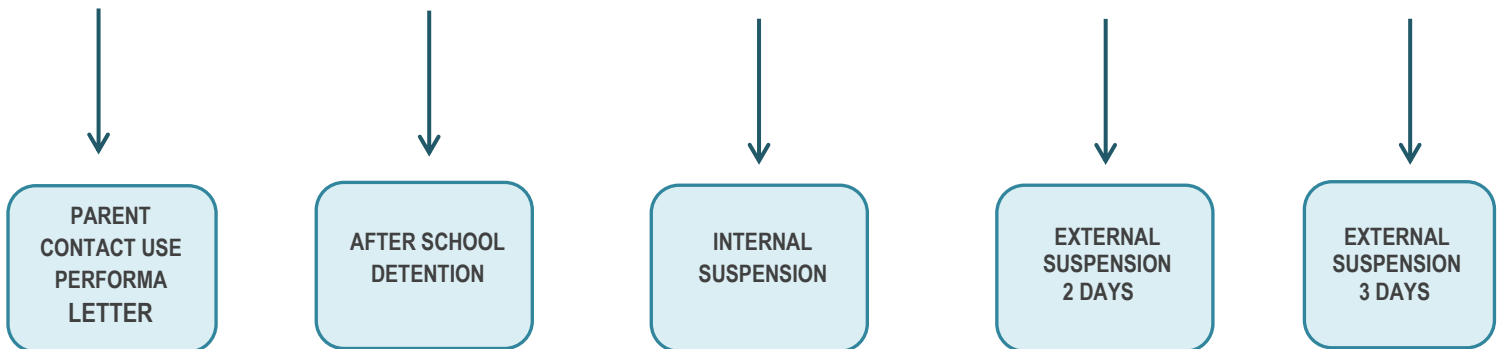 PARENT
CONTACT USE
PERFORMA
LETTER
AFTER SCHOOL
DETENTION
INTERNAL
SUSPENSION
EXTERNAL
SUSPENSION
2 DAYS
EXTERNAL
SUSPENSION
3 DAYS